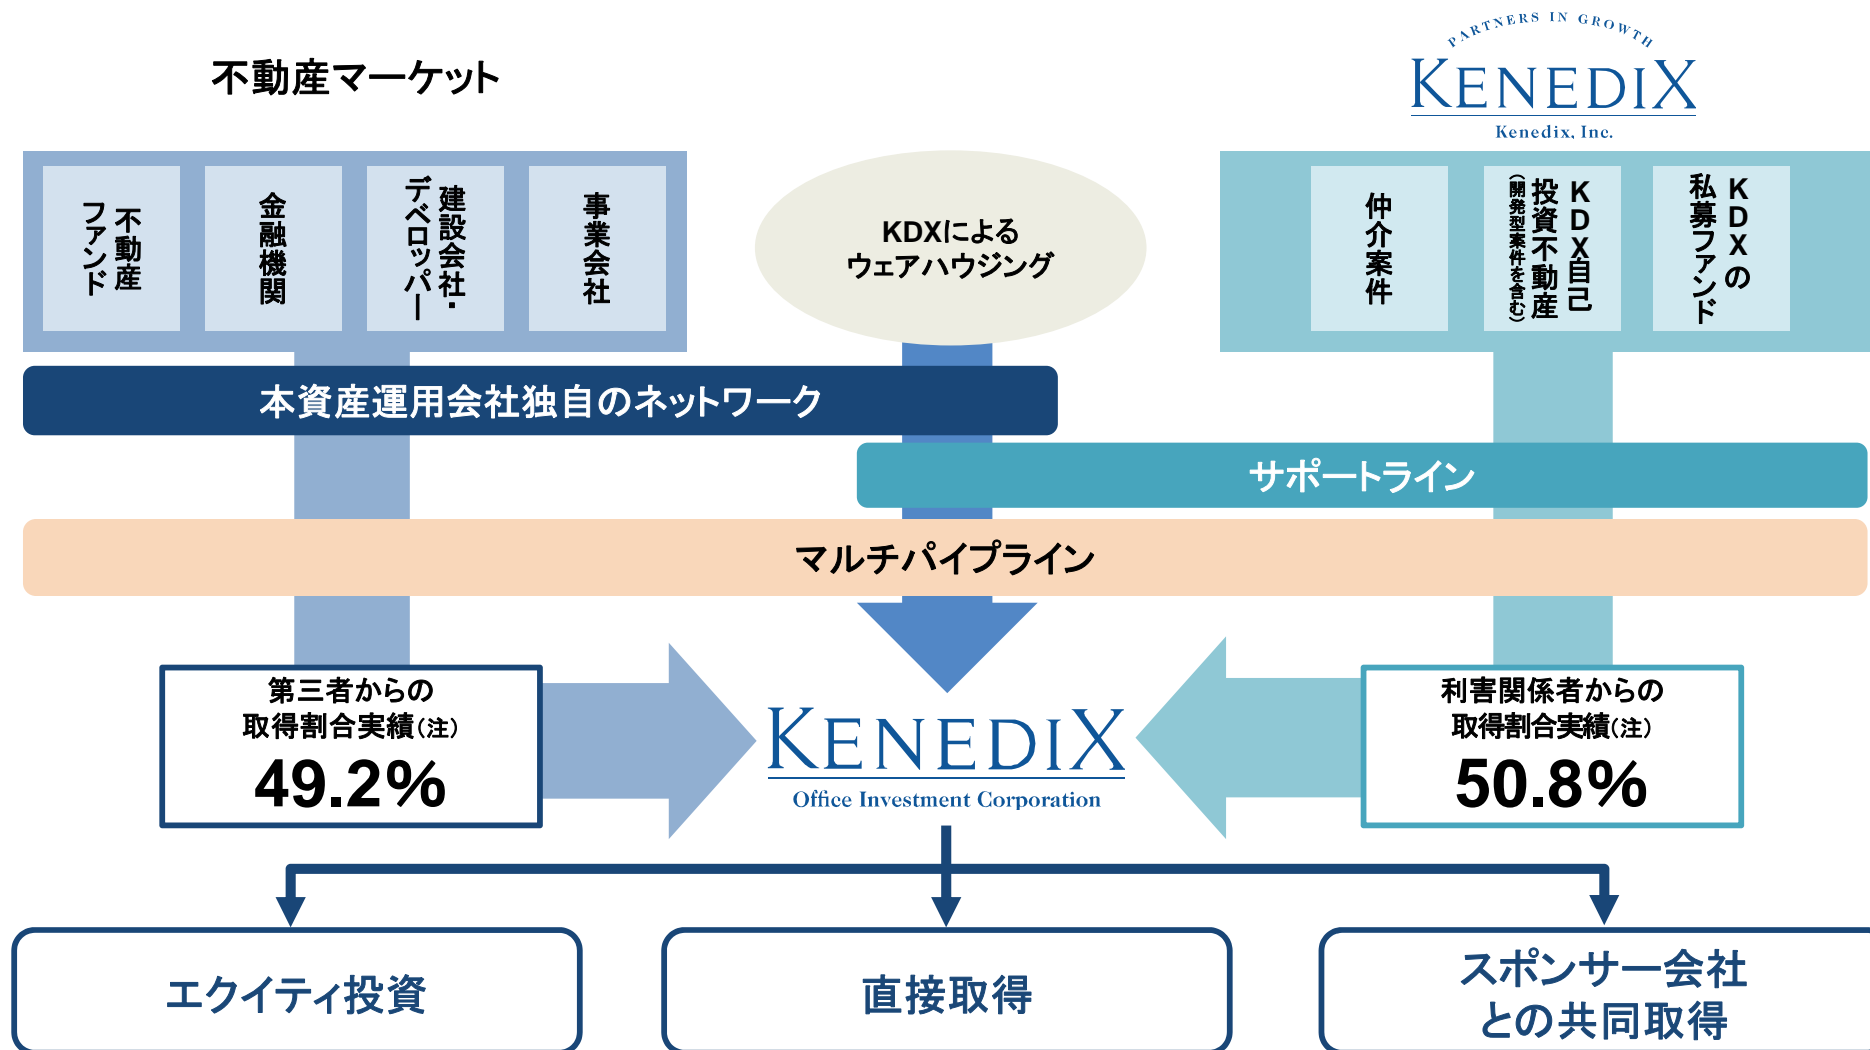 不動産マーケット
PARTNERS IN GROWTH
KENEDIX
Kenedix, Inc.
不動産
ファンド
金融機関
建設会社・
デベロッパー
事業会社
KDXによる
ウェアハウジング
仲介案件
KDX自己
投資不動産
(開発型案件を含む)
KDXの
私募ファンド
本資産運用会社独自のネットワーク
サポートライン
マルチパイプライン
第三者からの
取得割合実績(注)
49.2%
KENEDIX
Office Investment Corporation
利害関係者からの
取得割合実績(注)
50.8%
エクイティ投資
直接取得
スポンサー会社
との共同取得